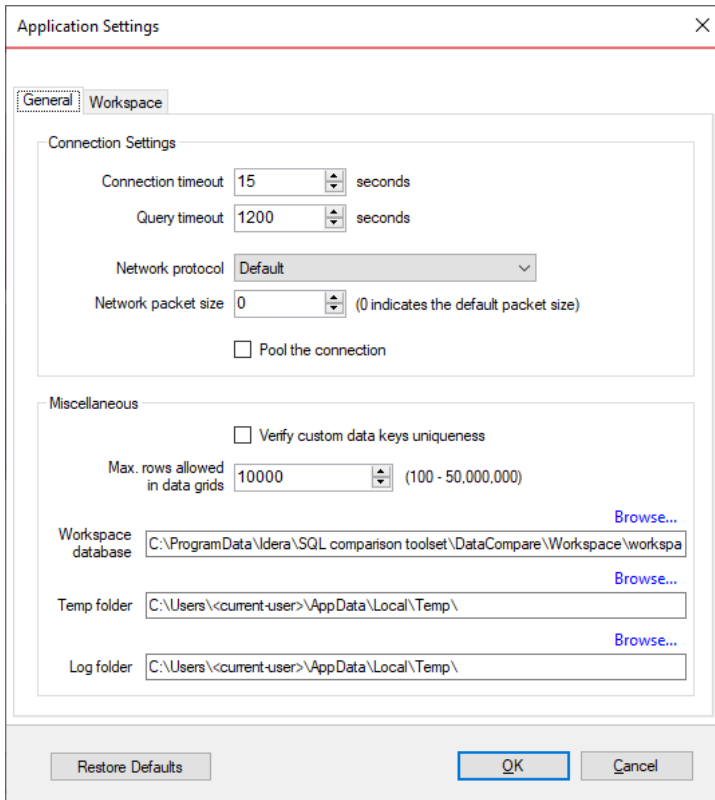 Application Settings
General Workspace
Connection Settings
Connection timeout 15 seconds
Query timeout 1200 seconds
Network protocol Default
Network packet size 0 (0 indicates the default packet size)
Pool the connection
Miscellaneous
Verify custom data keys uniqueness
Max. rows allowed
in data grids 10000 (100 - 50,000,000)
Browse...
Workspace
database C:\ProgramData\Idera\SQL comparison toolset\DataCompare\Workspace\workspa
Browse...
Temp folder C:\Users\<current-user>\AppData\Local\Temp\
Browse...
Log folder C:\Users\<current-user>\AppData\Local\Temp\
Restore Defaults OK Cancel